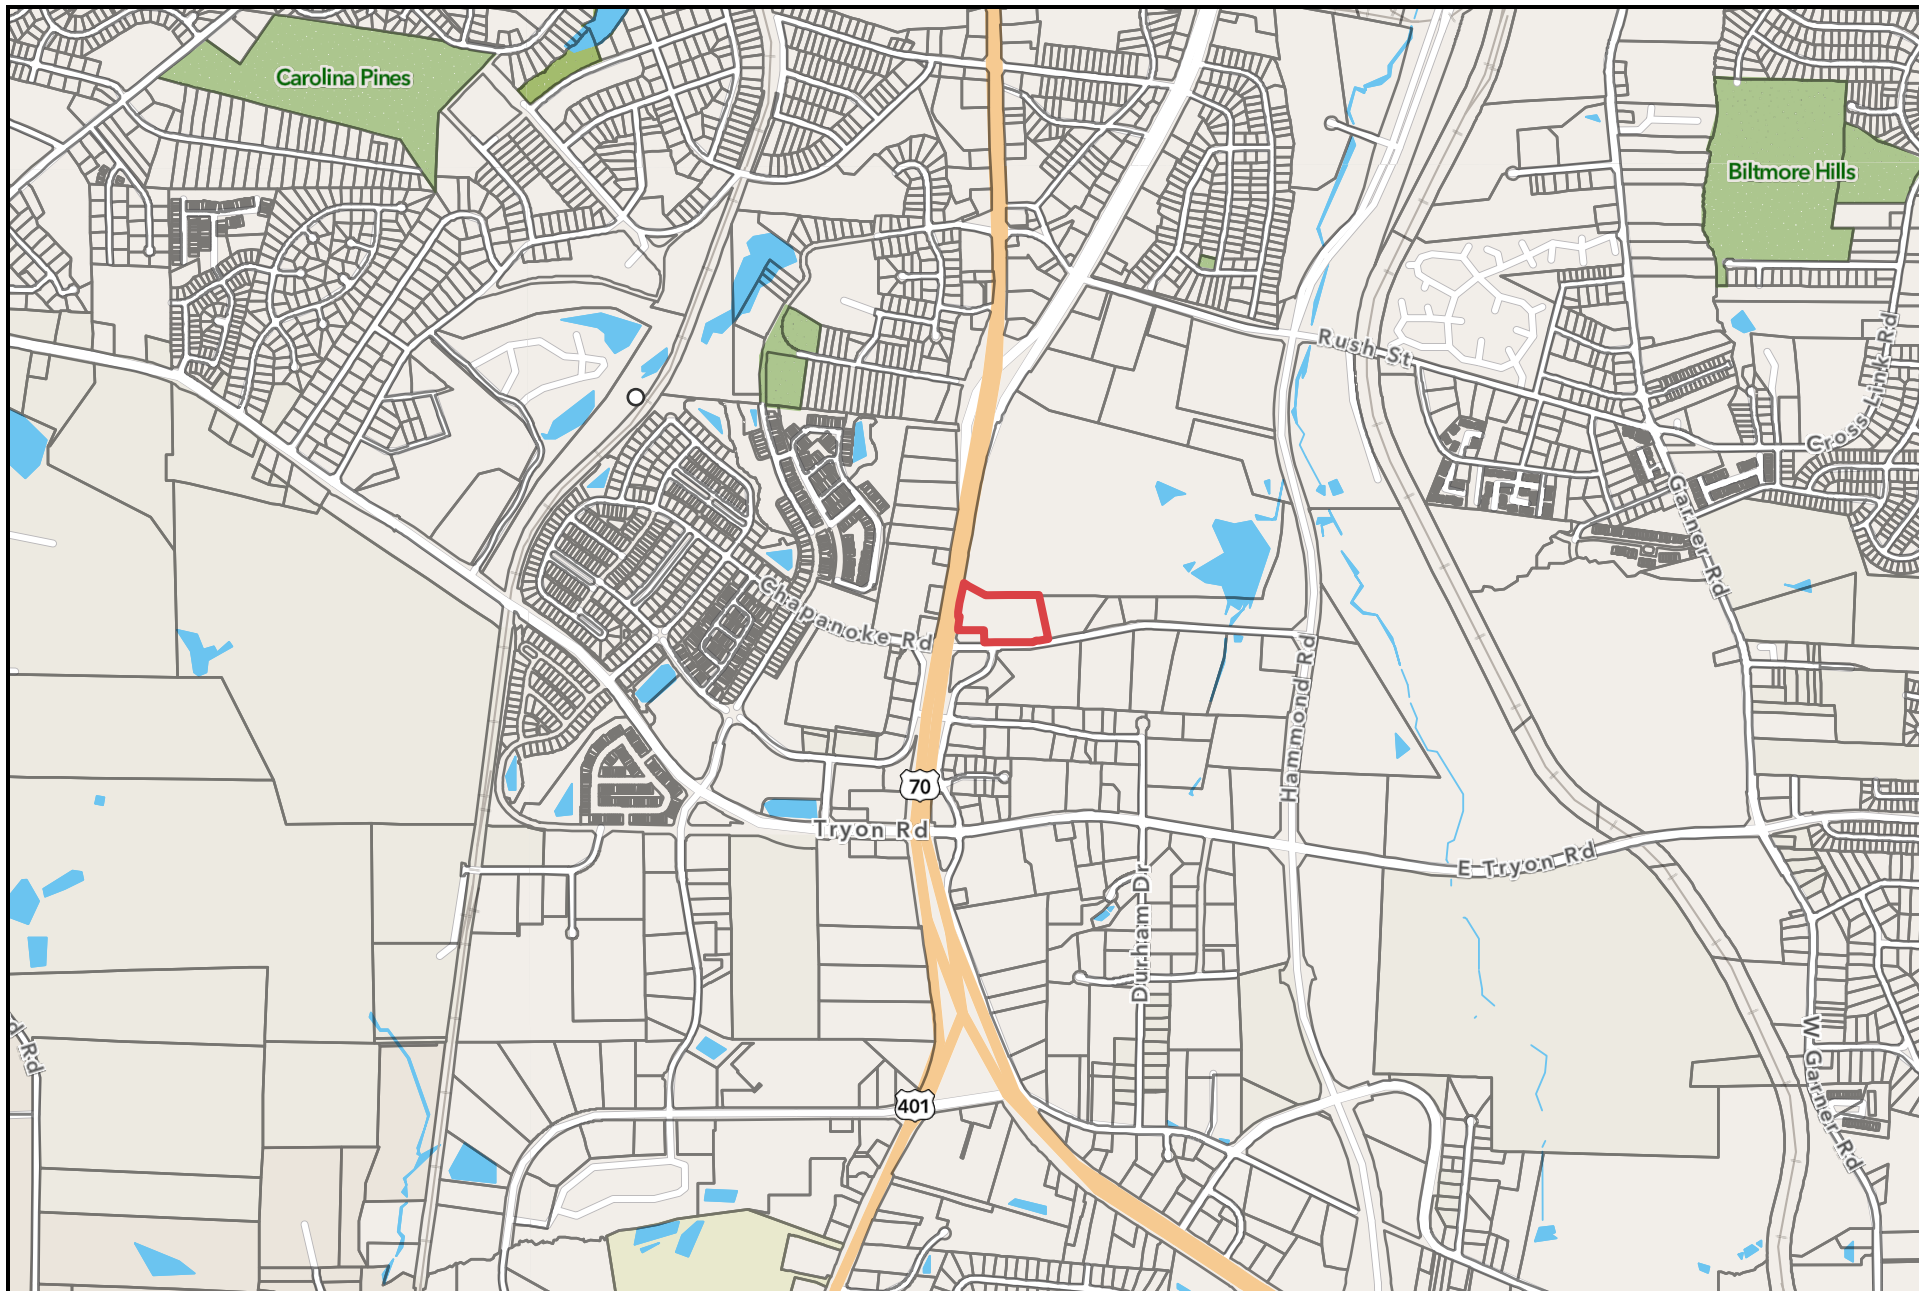 Carolina Pines
Biltmore Hills
Rush St
Cross Link Rd
Garner Rd
Chapanoke Rd
Hammond Rd
70
Tryon Rd
E Tryon Rd
Durham Dr
d Rd
W Garner Rd
401